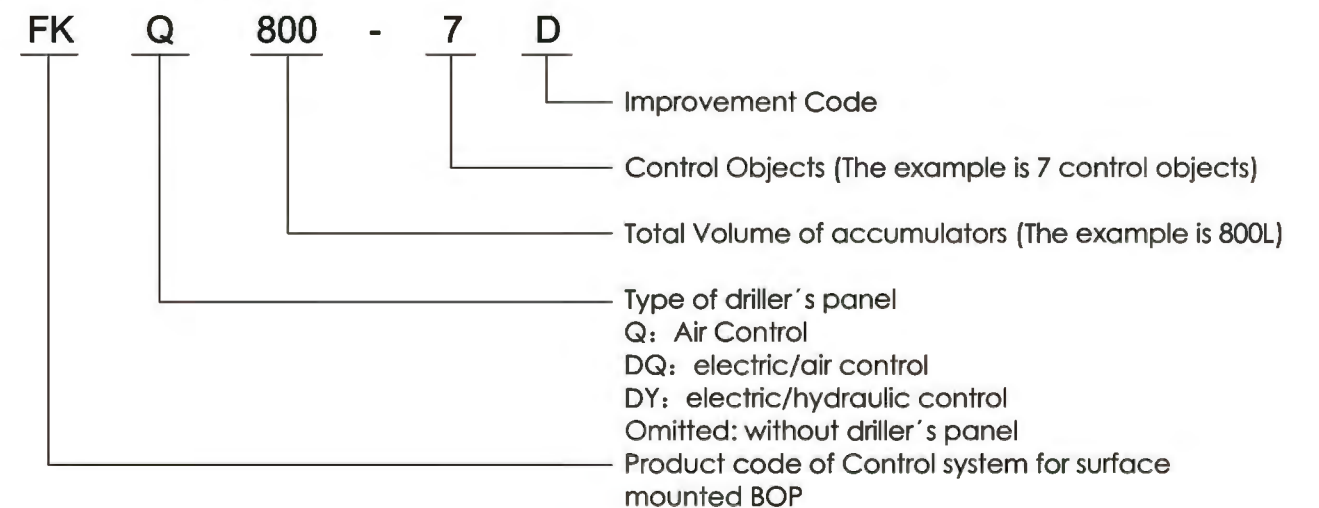 FK Q 800 - 7 D
Improvement Code
Control Objects (The example is 7 control objects)
Total Volume of accumulators (The example is 800L)
Type of driller´s panel
Q：Air Control
DQ：electric/air control
DY：electric/hydraulic control
Omitted: without driller´s panel
Product code of Control system for surface
mounted BOP